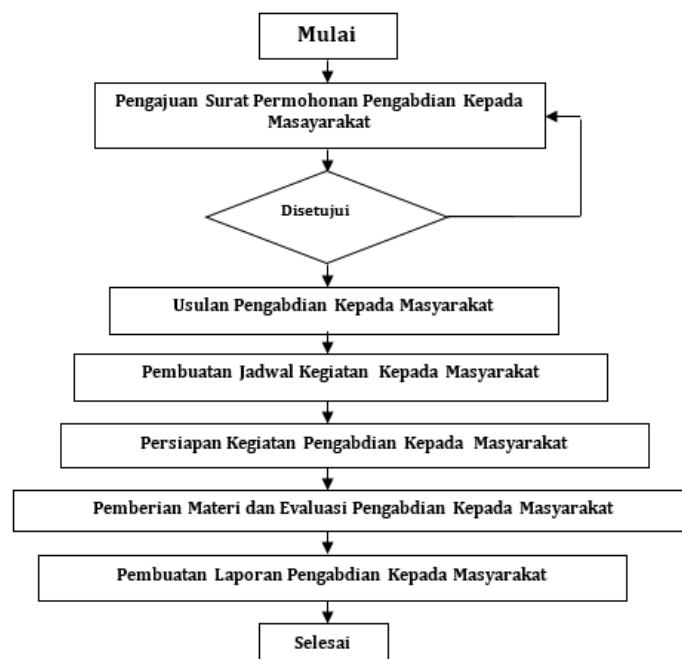 Mulai
Pengajuan Surat Permohonan Pengabdian Kepada
Masayarakat
Disetujui
Usulan Pengabdian Kepada Masyarakat
Pembuatan Jadwal Kegiatan Kepada Masyarakat
Persiapan Kegiatan Pengabdian Kepada Masyarakat
Pemberian Materi dan Evaluasi Pengabdian Kepada Masyarakat
Pembuatan Laporan Pengabdian Kepada Masyarakat
Selesai